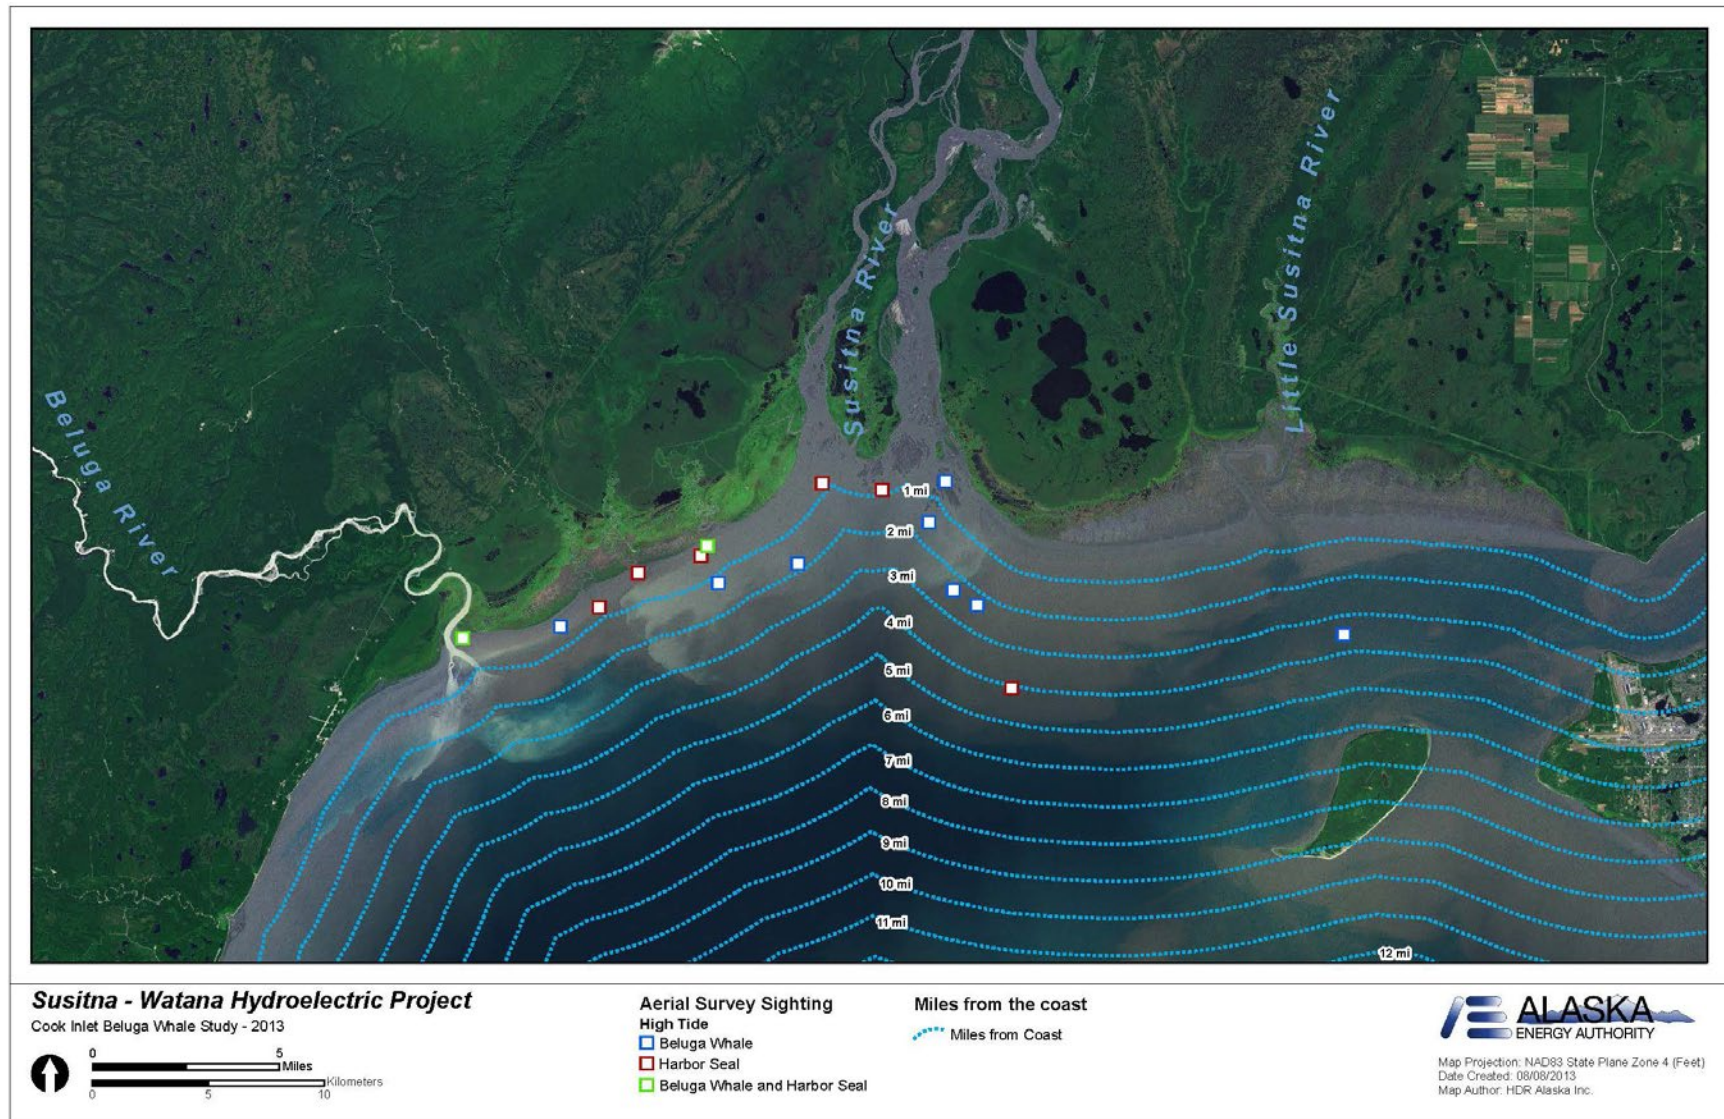 Susitna River
Little Susitna River
Beluga River
1 mi
2 mi
3 mi
4 mi
5 mi
6 mi
7 mi
8 mi
9 mi
10 mi
11 mi
12 mi
Susitna - Watana Hydroelectric Project
Cook Inlet Beluga Whale Study - 2013
0 5
Miles
Kilometers
0 5 10
Aerial Survey Sighting
High Tide
Beluga Whale
Harbor Seal
Beluga Whale and Harbor Seal
Miles from the coast
Miles from Coast
ALASKA
ENERGY AUTHORITY
Map Projection: NAD83 State Plane Zone 4 (Feet)
Date Created: 08/08/2013
Map Author: HDR Alaska Inc.